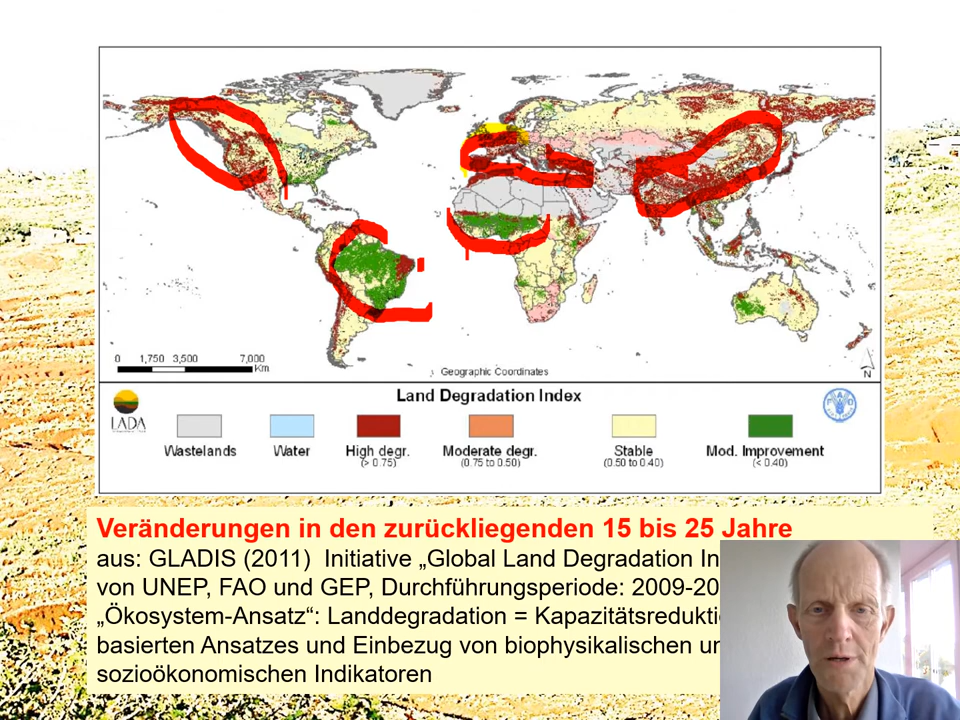 0 1,750 3,500 7,000
Km
Geographic Coordinates
N
Land Degradation Index
LADA
FAO
Wastelands
Water
High degr.
(> 0.75)
Moderate degr.
(0.75 to 0.50)
Stable
(0.50 to 0.40)
Mod. Improvement
(< 0.40)
Veränderungen in den zurückliegenden 15 bis 25 Jahre
aus: GLADIS (2011) Initiative „Global Land Degradation
von UNEP, FAO und GEP, Durchführungsperiode: 2009-20
„Ökosystem-Ansatz“: Landdegradation =
basierten Ansatzes und Einbezug von biophysikalischen
sozioökonomischen Indikatoren